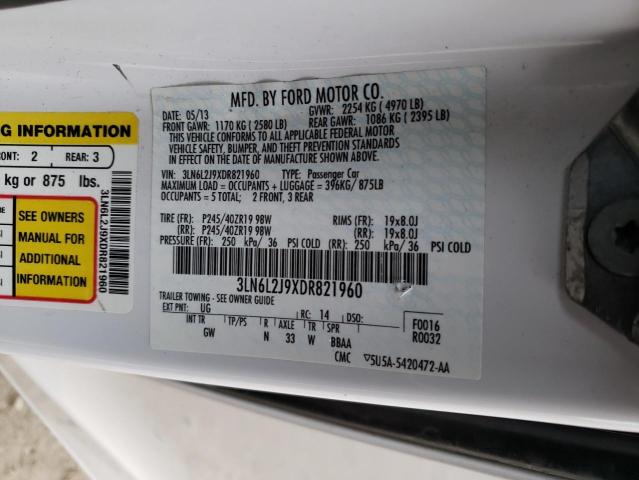 G INFORMATION
ONT: 2 REAR: 3
kg or 875 lbs.
SEE OWNERS
MANUAL FOR
ADDITIONAL
INFORMATION
3LN6L2J9XDR821960
MFD. BY FORD MOTOR CO.
DATE: 05/13 GVWR: 2254 KG ( 4970 LB)
FRONT GAWR: 1170 KG ( 2580 LB) REAR GAWR: 1086 KG ( 2395 LB)
THIS VEHICLE CONFORMS TO ALL APPLICABLE FEDERAL MOTOR
VEHICLE SAFETY, BUMPER, AND THEFT PREVENTION STANDARDS
IN EFFECT ON THE DATE OF MANUFACTURE SHOWN ABOVE.
VIN: 3LN6L2J9XDR821960 TYPE: Passenger Car
MAXIMUM LOAD = OCCUPANTS + LUGGAGE = 396KG/ 875LB
OCCUPANTS = 5 TOTAL; 2 FRONT, 3 REAR
TIRE (FR): P245/40ZR19 98W RIMS (FR): 19x8.0J
(RR): P245/40ZR19 98W (RR): 19x8.0J
PRESSURE (FR): 250 kPa/ 36 PSI COLD (RR): 250 kPa/ 36 PSI COLD
3LN6L2J9XDR821960
TRAILER TOWING - SEE OWNER GUIDE
EXT PNT: UG RC: 14 DSO: F0016
INT TR TP/PS R AXLE TR SPR R0032
GW N 33 W BBAA
CMC ▽5U5A-5420472-AA